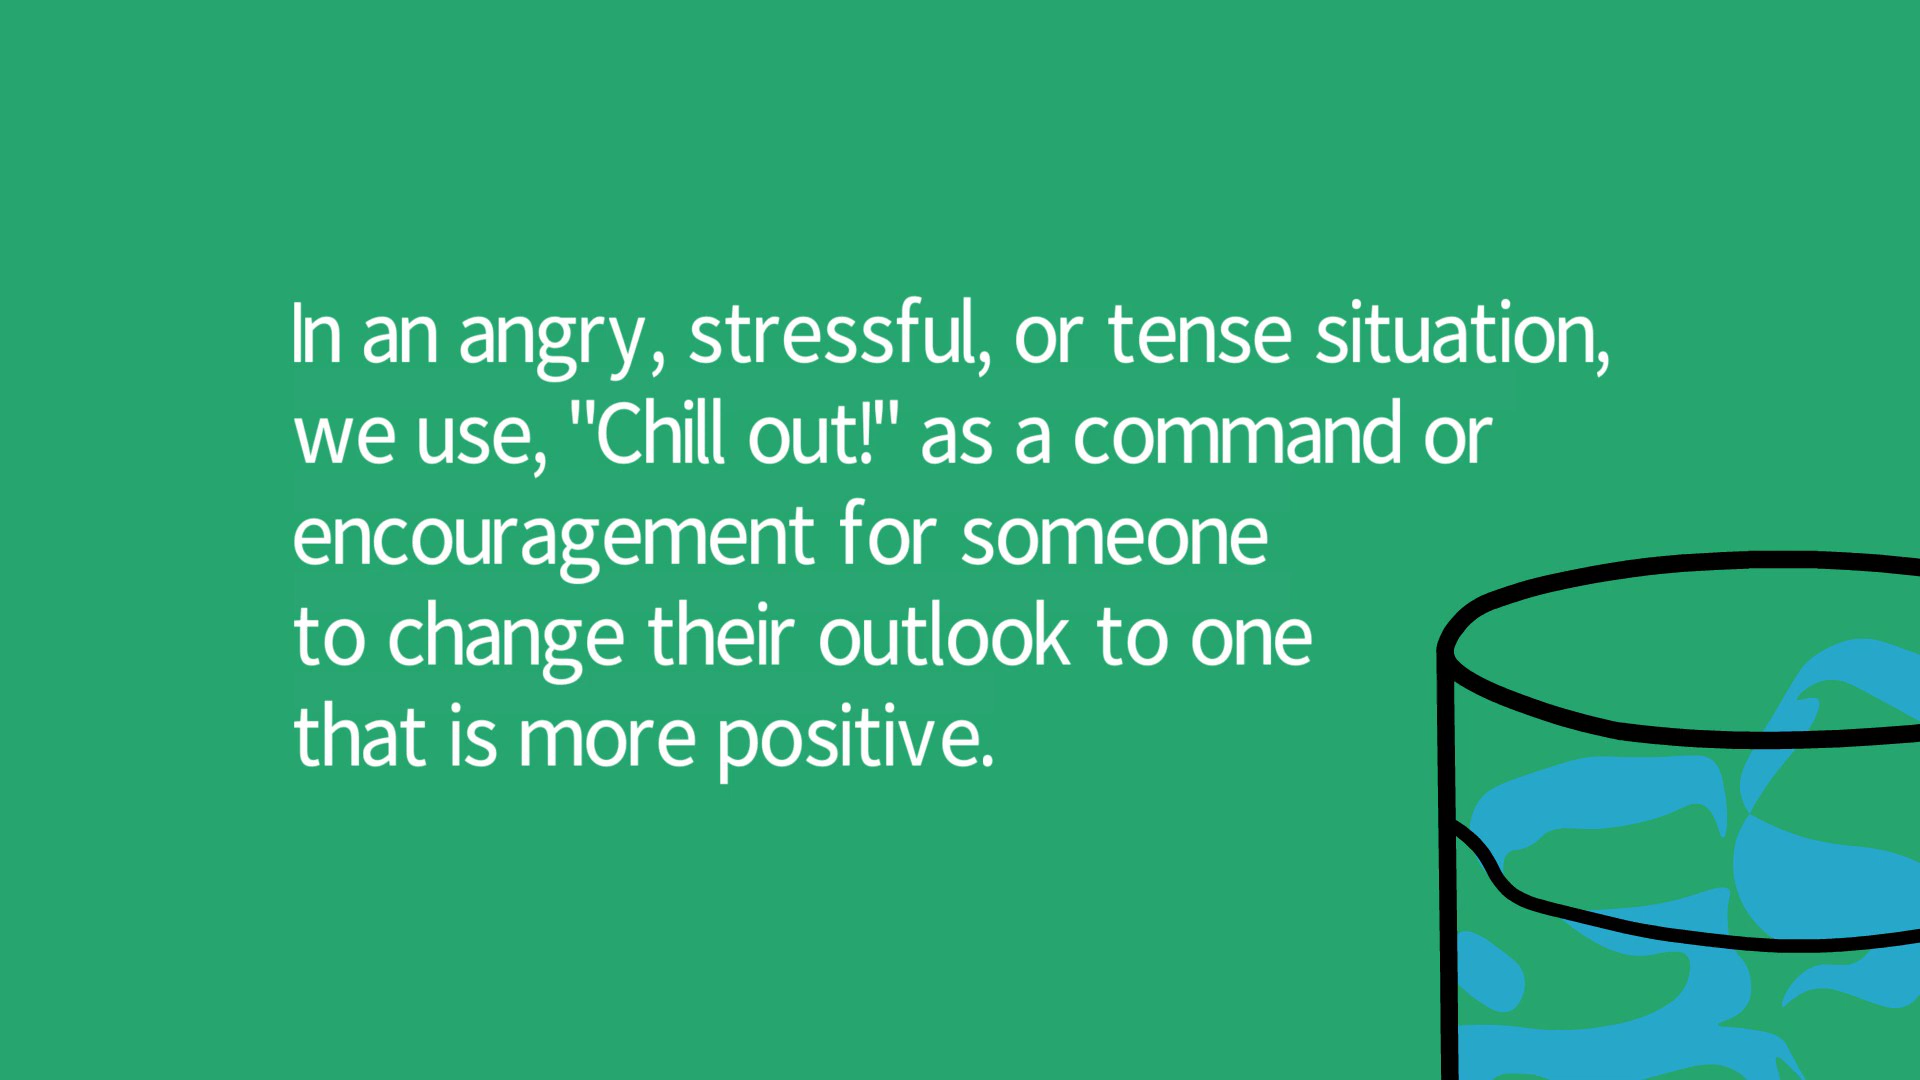 In an angry, stressful, or tense situation,
we use, "Chill out!" as a command or
encouragement for someone
to change their outlook to one
that is more positive.